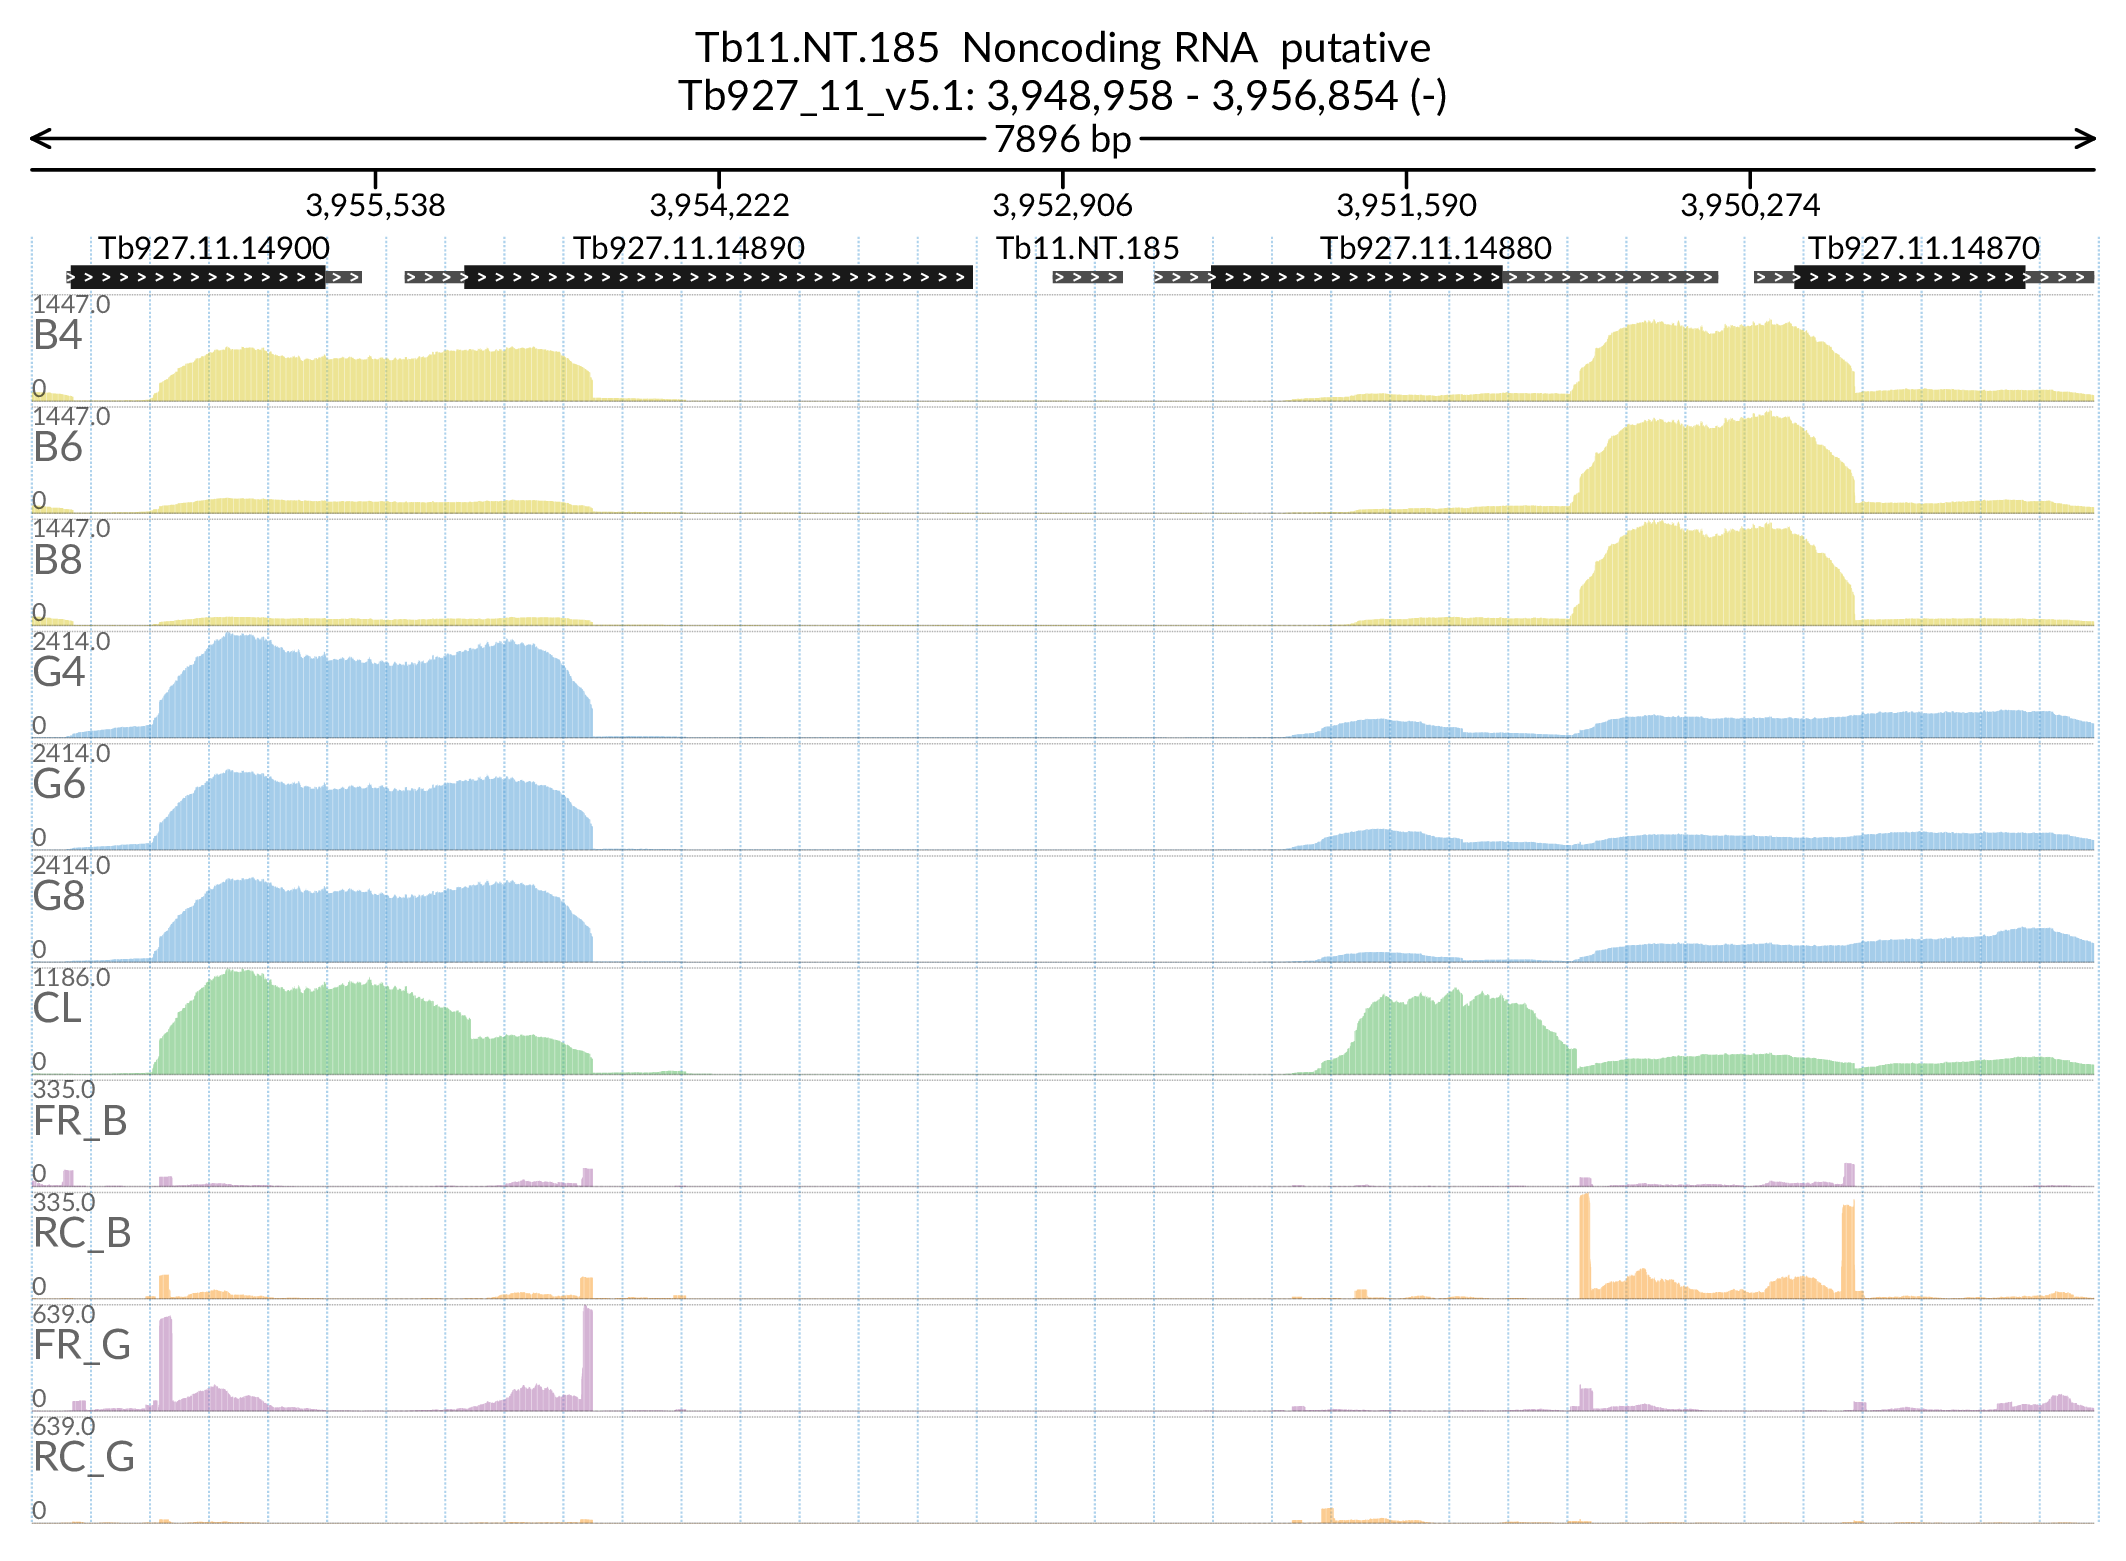 Tb11.NT.185 Noncoding RNA putative
Tb927_11_v5.1: 3,948,958 - 3,956,854 (-)
7896 bp
3,955,538 3,954,222 3,952,906 3,951,590 3,950,274
Tb927.11.14900 Tb927.11.14890 Tb11.NT.185 Tb927.11.14880 Tb927.11.14870
1447.0
B4
0
1447.0
B6
0
1447.0
B8
0
2414.0
G4
0
2414.0
G6
0
2414.0
G8
0
1186.0
CL
0
335.0
FR_B
0
335.0
RC_B
0
639.0
FR_G
0
639.0
RC_G
0